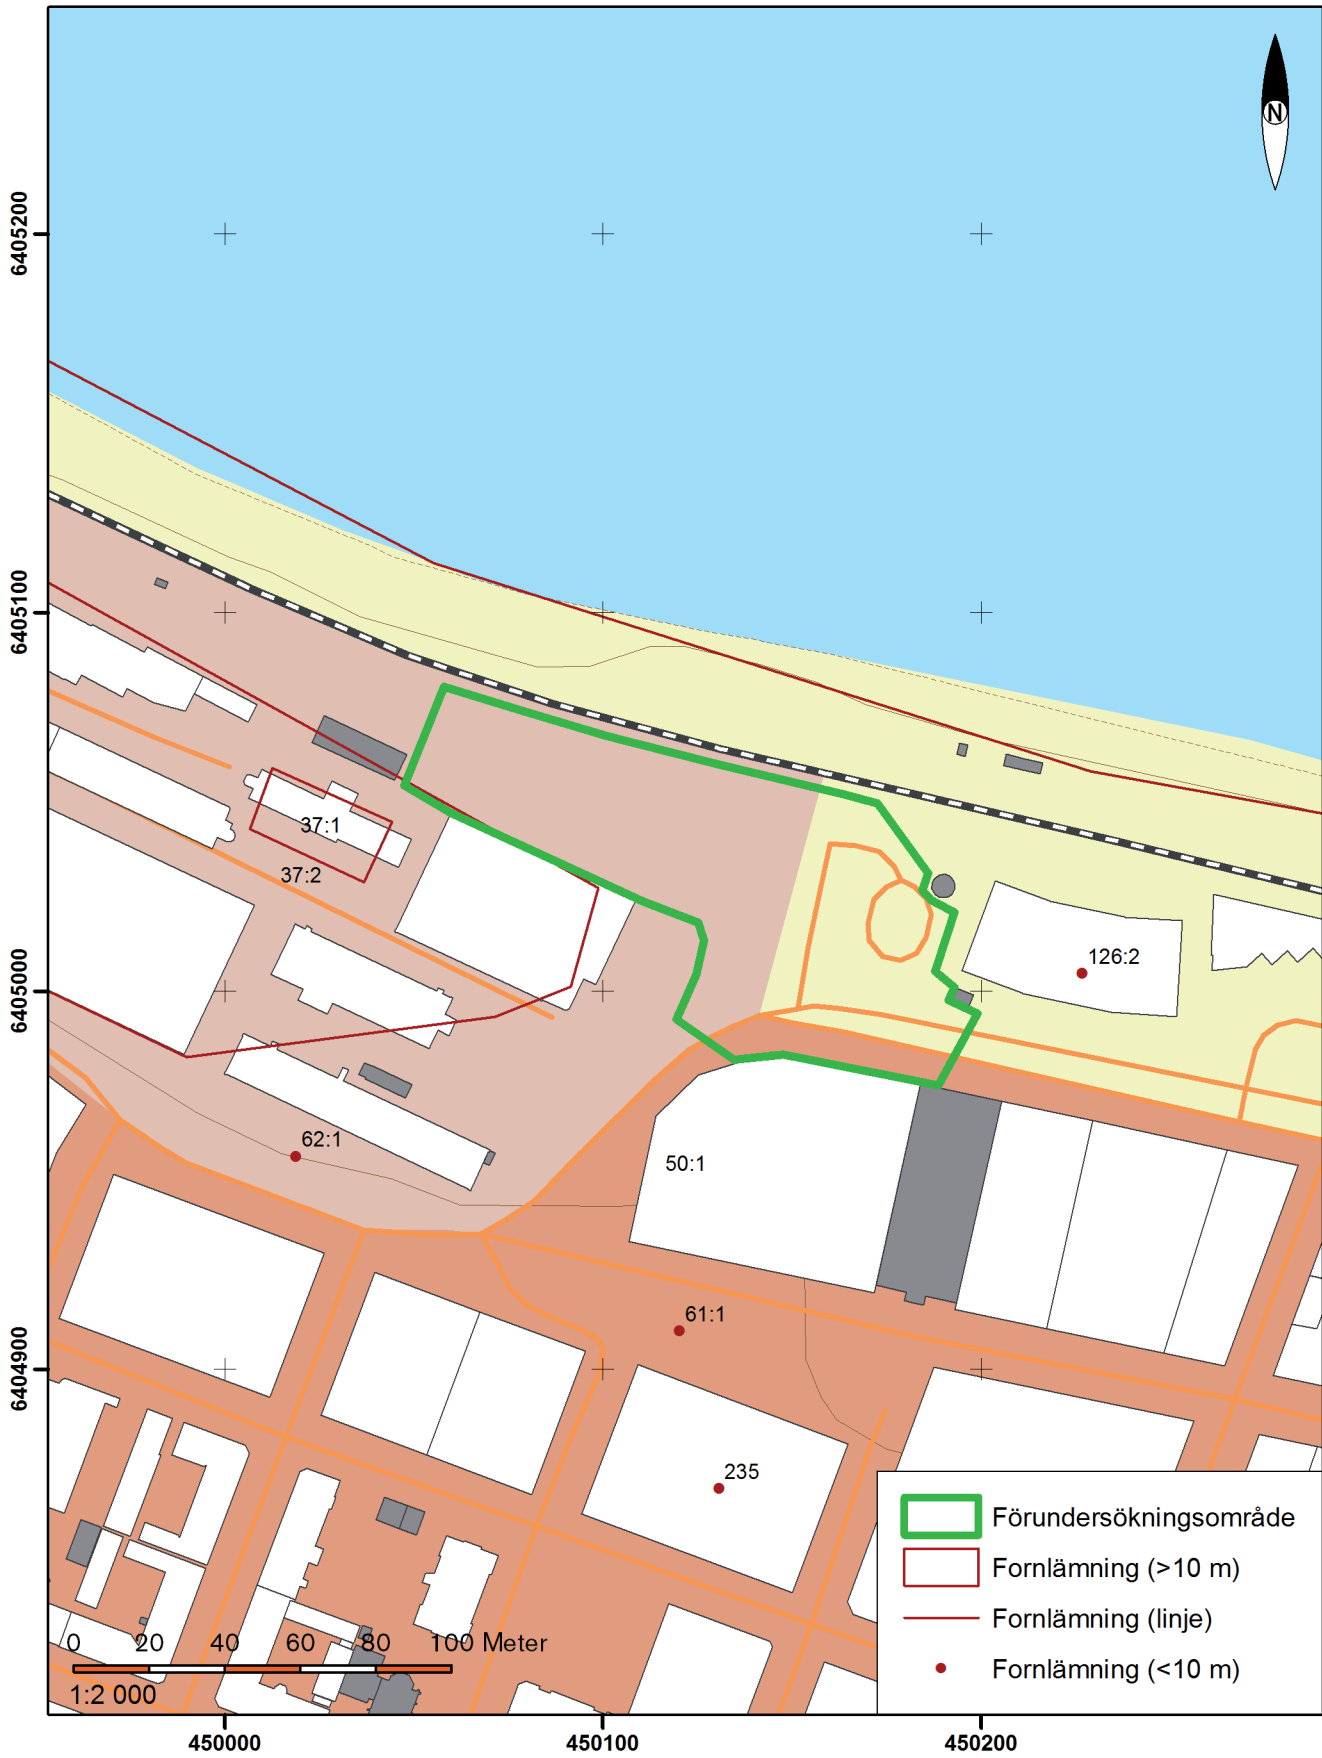 N
6405200
6405100
6405000
6404900
37:1
37:2
126:2
62:1
50:1
61:1
235
Förundersökningsområde
Fornlämning (>10 m)
Fornlämning (linje)
Fornlämning (<10 m)
0 20 40 60 80 100 Meter
1:2 000
450000 450100 450200